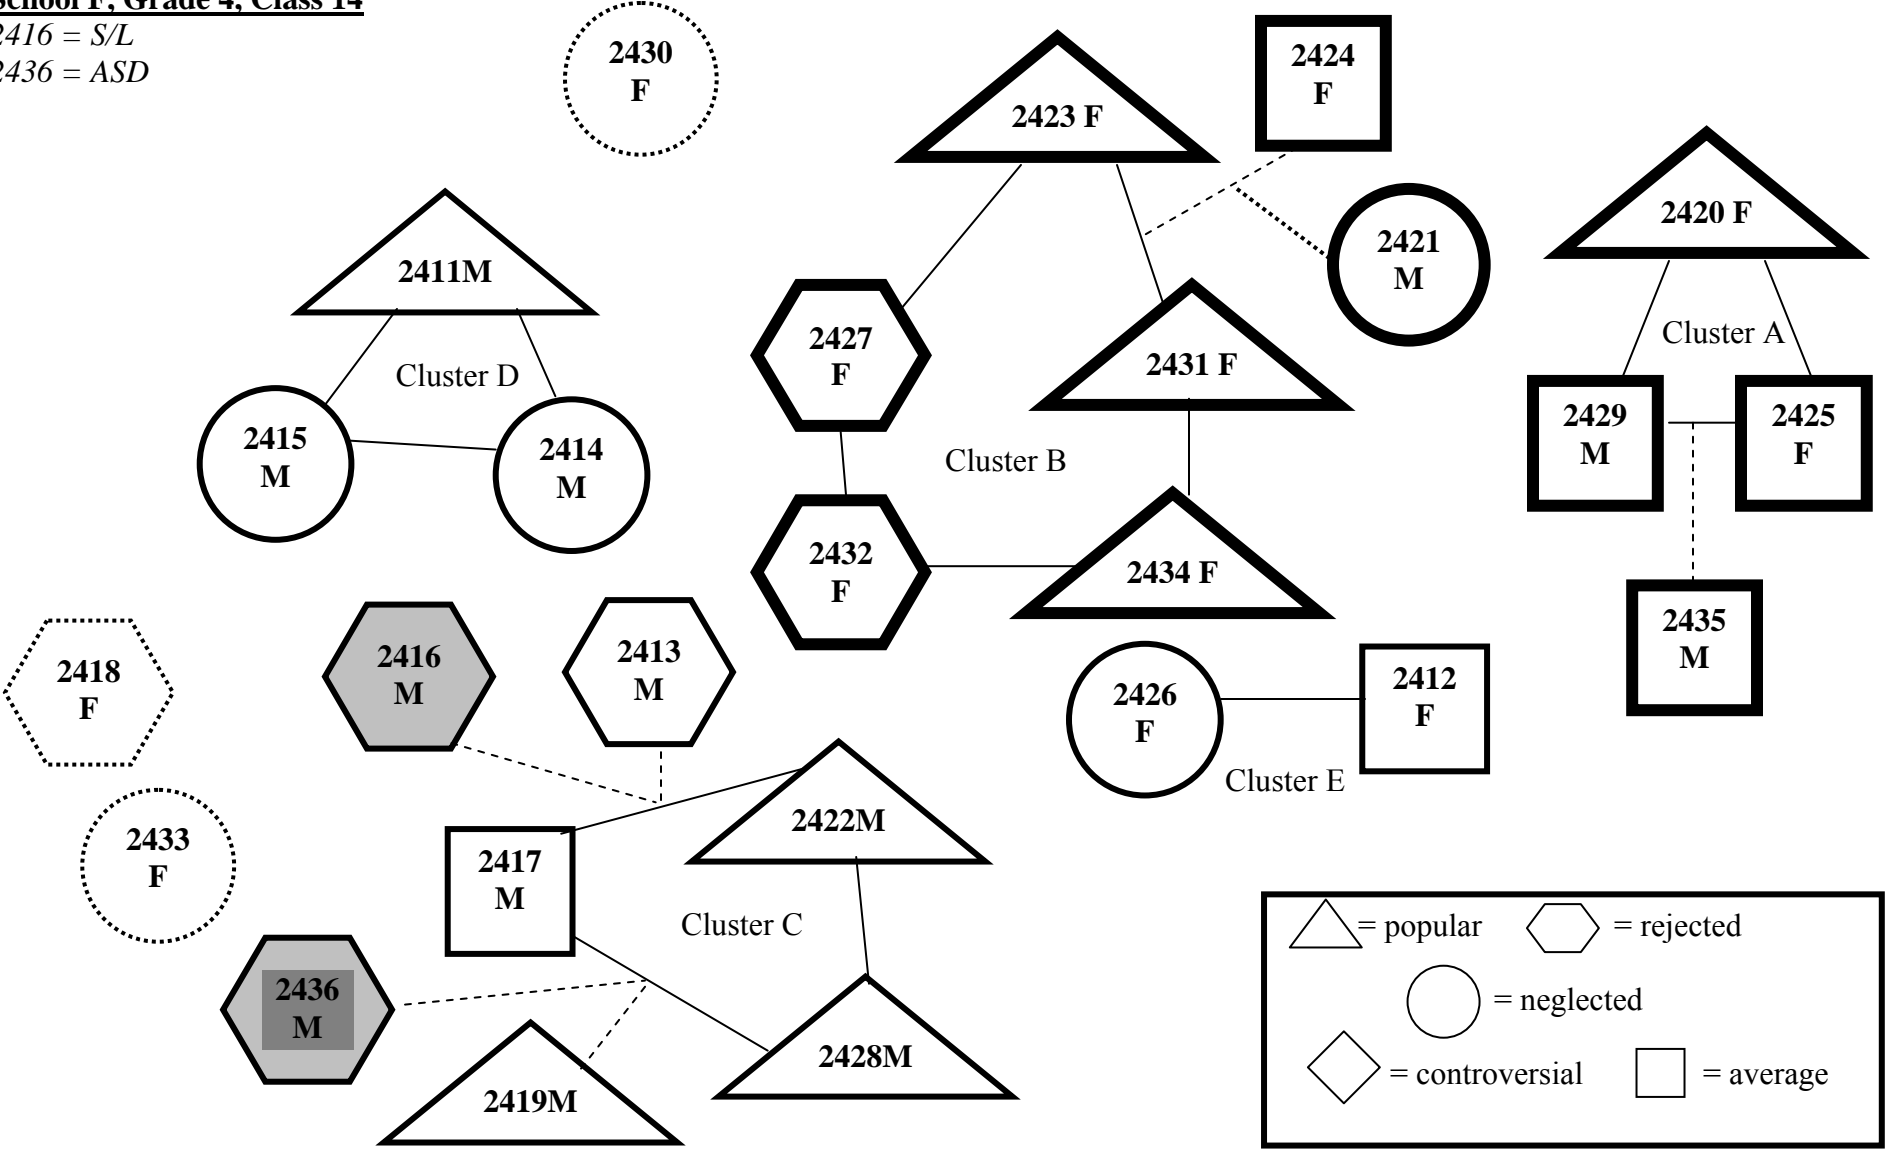 School F, Grade 4, Class 14
2416 = S/L
2436 = ASD
2430
F
2423 F
2424
F
2421
M
2420 F
2411M
Cluster D
2415
M
2414
M
2427
F
2431 F
Cluster B
2432
F
2434 F
Cluster A
2429
M
2425
F
2435
M
2418
F
2416
M
2413
M
2426
F
2412
F
Cluster E
2433
F
2417
M
2422M
Cluster C
2436
M
2419M
2428M
= popular
= rejected
= neglected
= controversial
= average